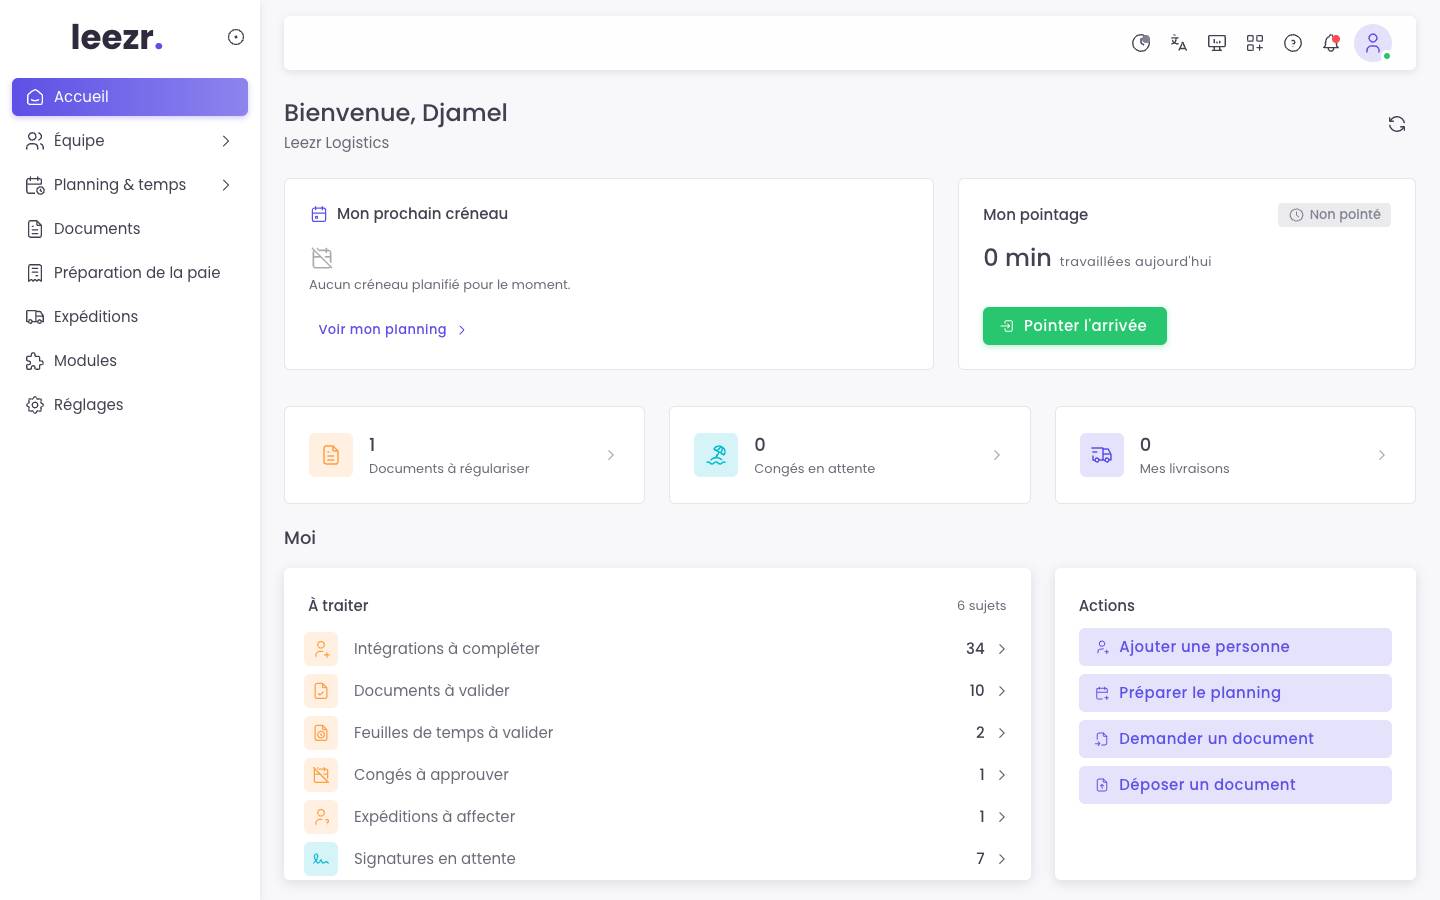 leezr.
Accueil
Équipe
Planning & temps
Documents
Préparation de la paie
Expéditions
Modules
Réglages
Bienvenue, Djamel
Leezr Logistics
Mon prochain créneau
Aucun créneau planifié pour le moment.
Voir mon planning
Mon pointage
Non pointé
0 min travaillées aujourd'hui
Pointer l'arrivée
1
Documents à régulariser
0
Congés en attente
0
Mes livraisons
Moi
À traiter
6 sujets
Intégrations à compléter 34
Documents à valider 10
Feuilles de temps à valider 2
Congés à approuver 1
Expéditions à affecter 1
Signatures en attente 7
Actions
Ajouter une personne
Préparer le planning
Demander un document
Déposer un document